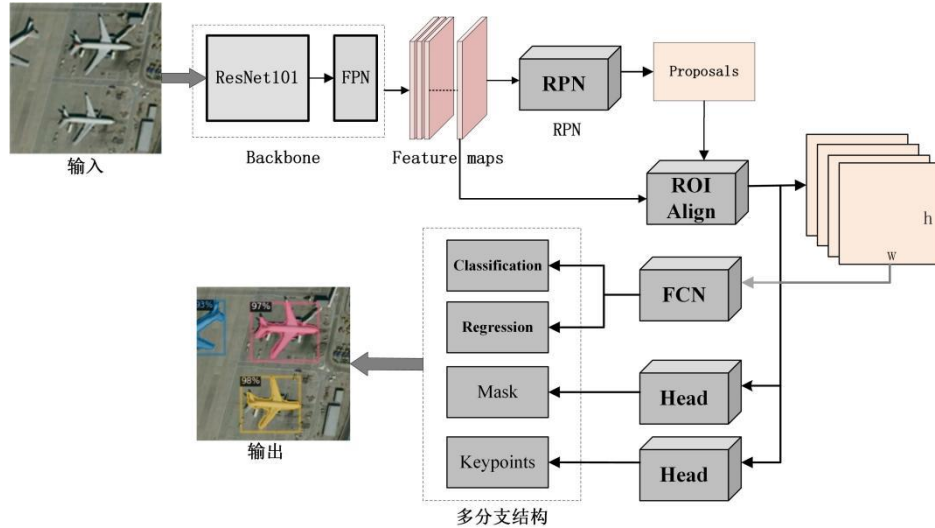 ResNet101
FPN
Backbone
Feature maps
RPN
RPN
Proposals
输入
ROI
Align
h
w
Classification
Regression
Mask
Keypoints
FCN
Head
Head
93%
97%
98%
输出
多分支结构